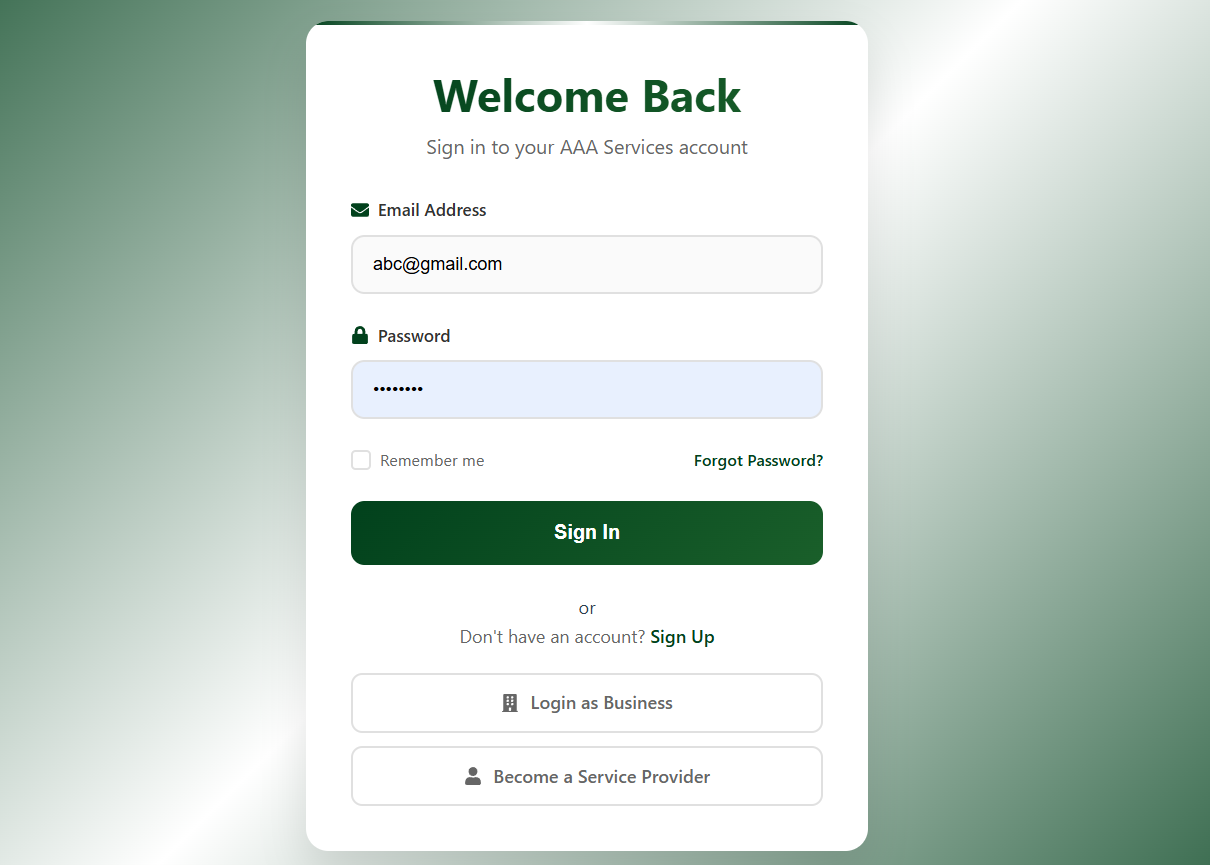 Welcome Back
Sign in to your AAA Services account
Email Address
abc@gmail.com
Password
••••••••
Remember me Forgot Password?
Sign In
or
Don't have an account? Sign Up
Login as Business
Become a Service Provider